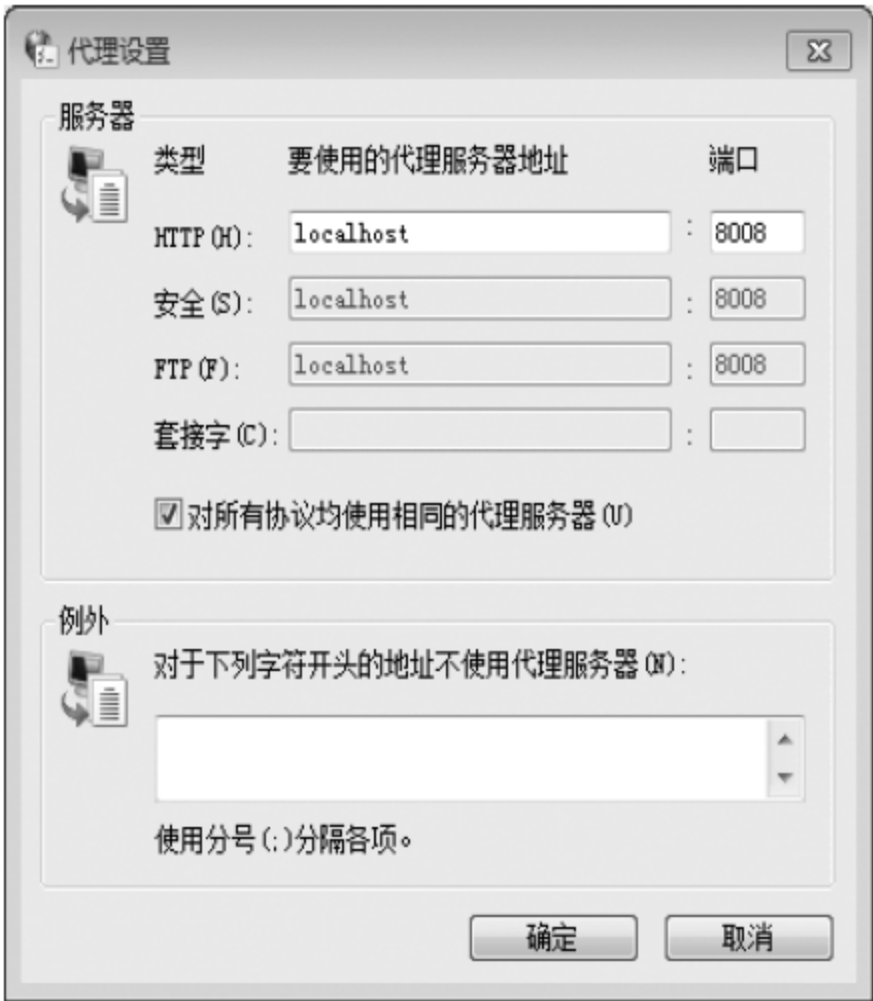 代理设置
服务器
类型 要使用的代理服务器地址 端口
HTTP(H): localhost : 8008
安全(S): localhost : 8008
FTP(F): localhost : 8008
套接字(C): :
对所有协议均使用相同的代理服务器(U)
例外
对于下列字符开头的地址不使用代理服务器(N):
使用分号(;)分隔各项。
确定 取消